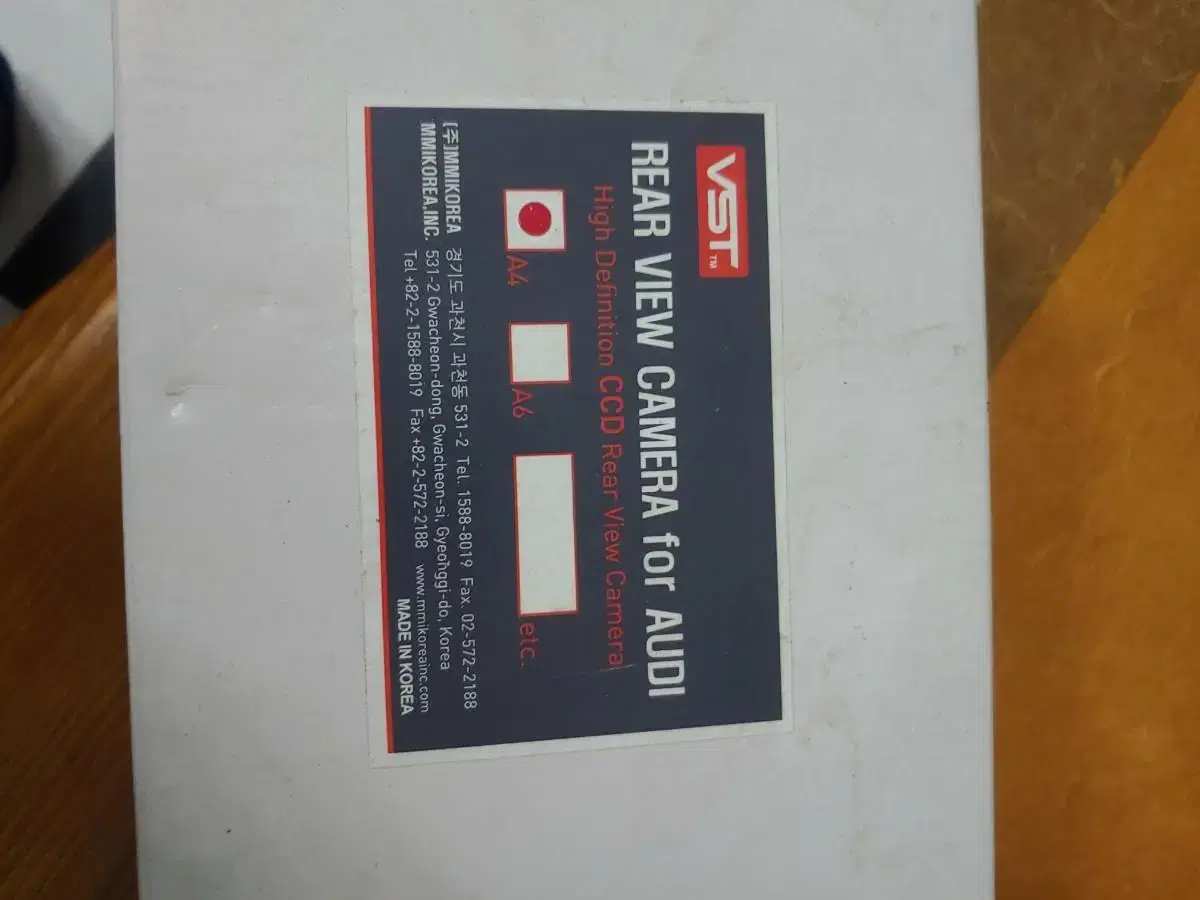 VST™
REAR VIEW CAMERA for AUDI
High Definition CCD Rear View Camera
A4 A6 etc.
(주)MMIKOREA 경기도 과천시 과천동 531-2 Tel. 1588-8019 Fax. 02-572-2188
MMIKOREA,INC. 531-2 Gwacheon-dong, Gwacheon-si, Gyeonggi-do, Korea
Tel +82-2-1588-8019 Fax +82-2-572-2188 www.mmikoreainc.com
MADE IN KOREA